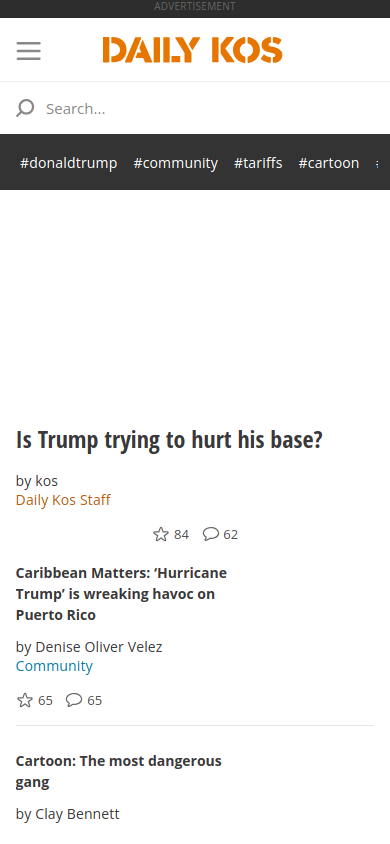 ADVERTISEMENT
DAILY KOS
Search...
#donaldtrump #community #tariffs #cartoon
Is Trump trying to hurt his base?
by kos
Daily Kos Staff
84 62
Caribbean Matters: ‘Hurricane
Trump’ is wreaking havoc on
Puerto Rico
by Denise Oliver Velez
Community
65 65
Cartoon: The most dangerous
gang
by Clay Bennett